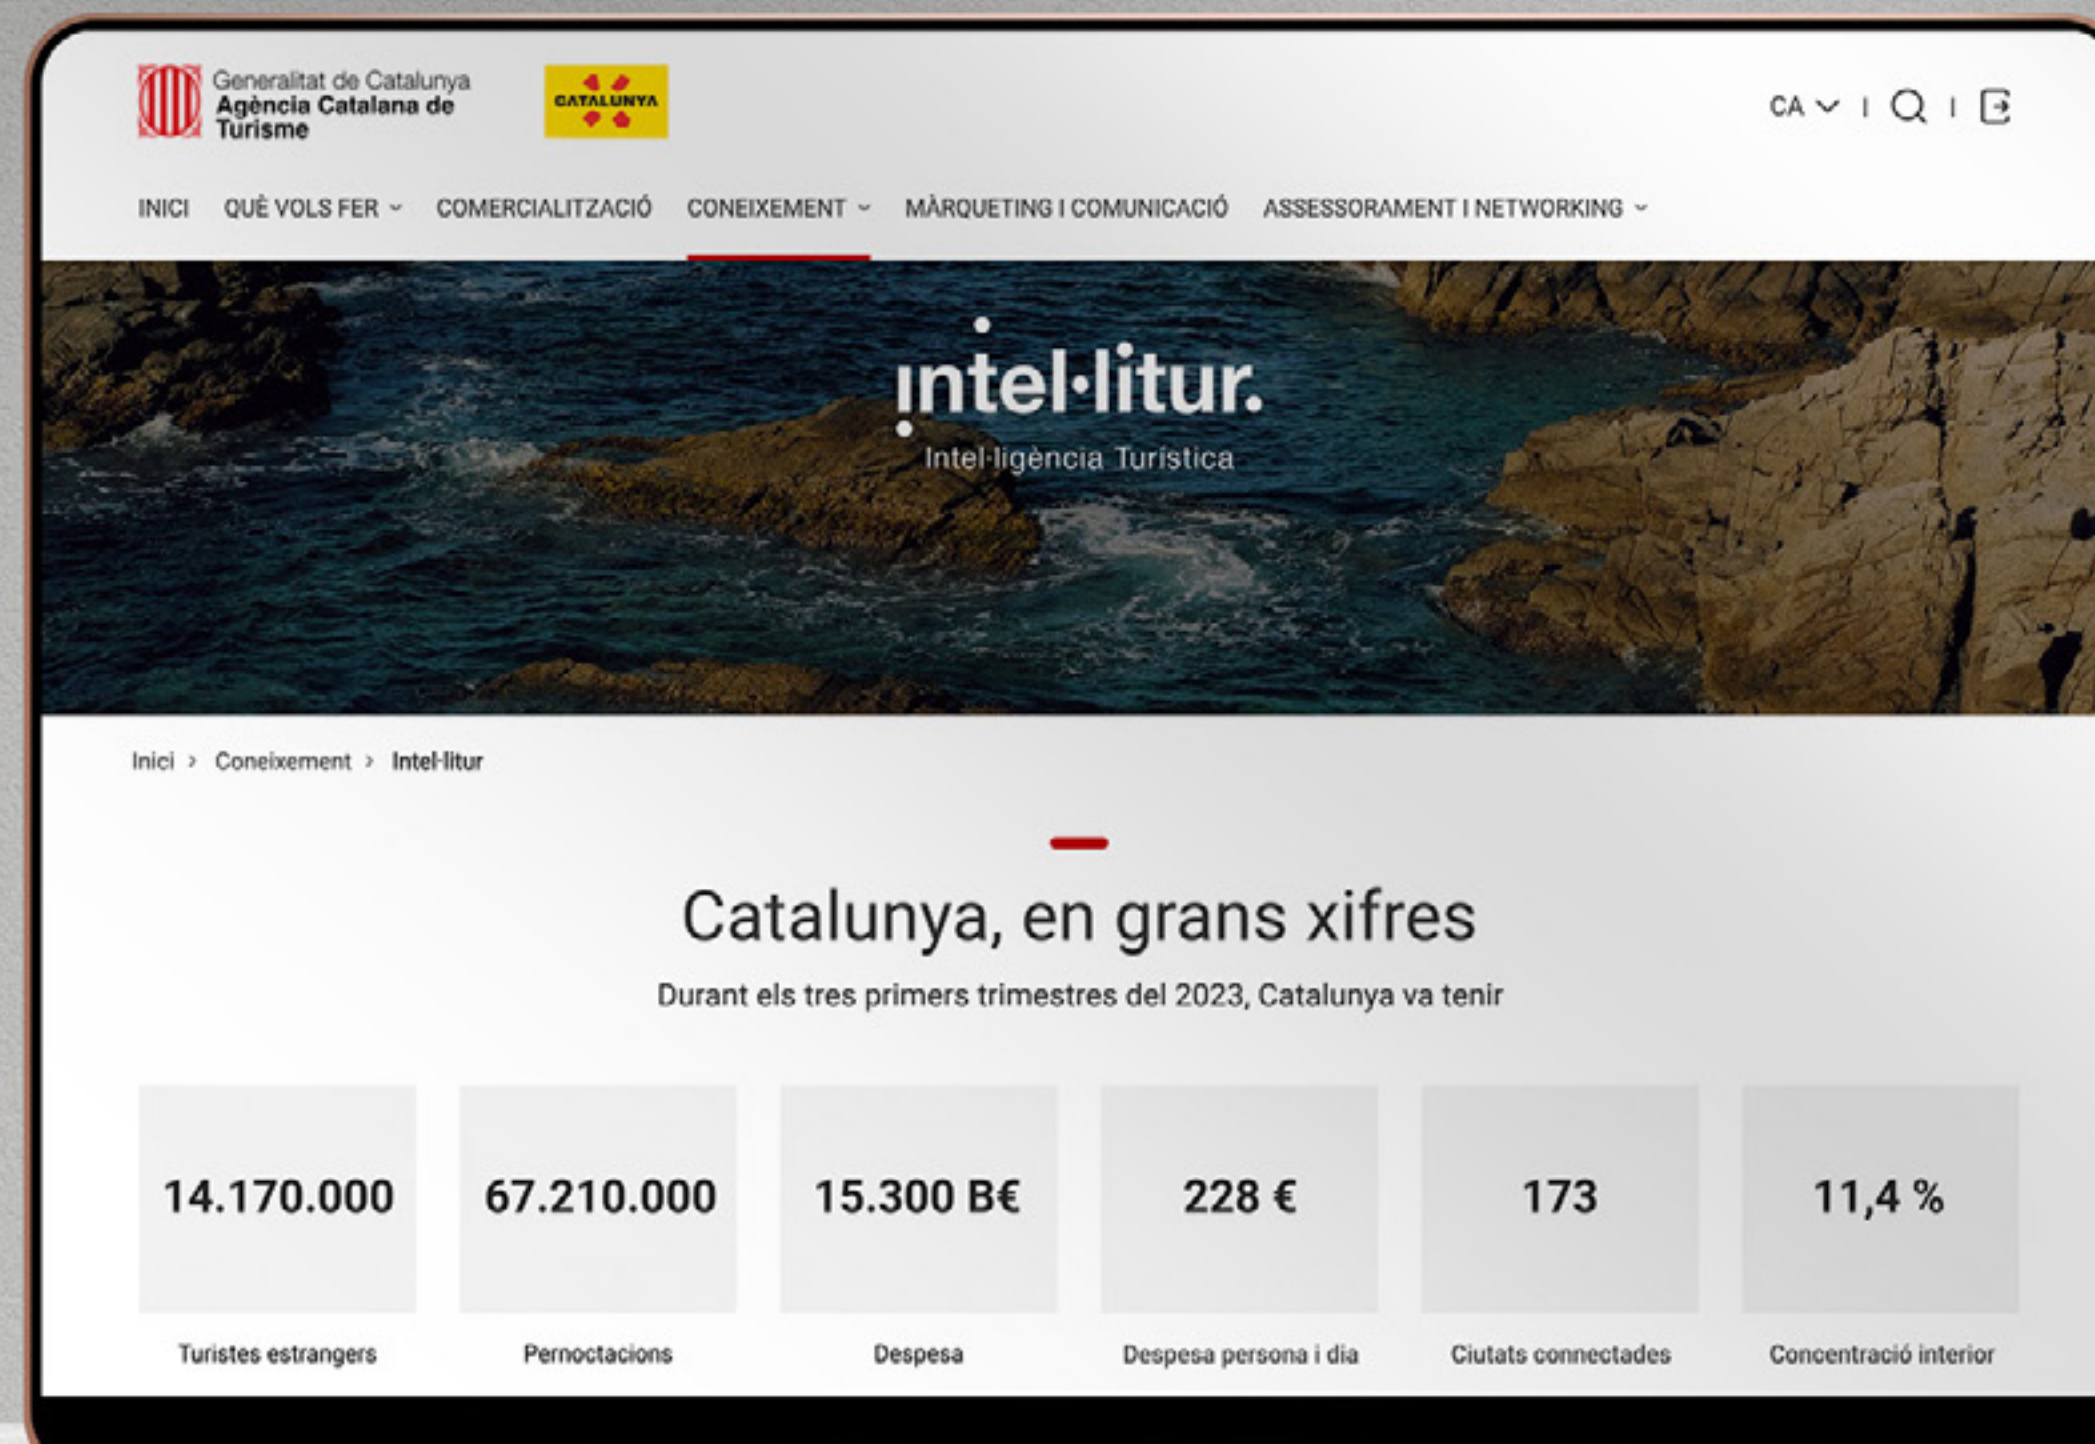 Generalitat de Catalunya
Agència Catalana de
Turisme
CATALUNYA
CA
INICI QUÈ VOLS FER COMERCIALITZACIÓ CONEIXEMENT MÀRQUETING I COMUNICACIÓ ASSESSORAMENT I NETWORKING
intel·litur.
Intel·ligència Turística
Inici > Coneixement > Intel·litur
Catalunya, en grans xifres
Durant els tres primers trimestres del 2023, Catalunya va tenir
14.170.000 67.210.000 15.300 B€ 228 € 173 11,4 %
Turistes estrangers Pernoctacions Despesa Despesa persona i dia Ciutats connectades Concentració interior